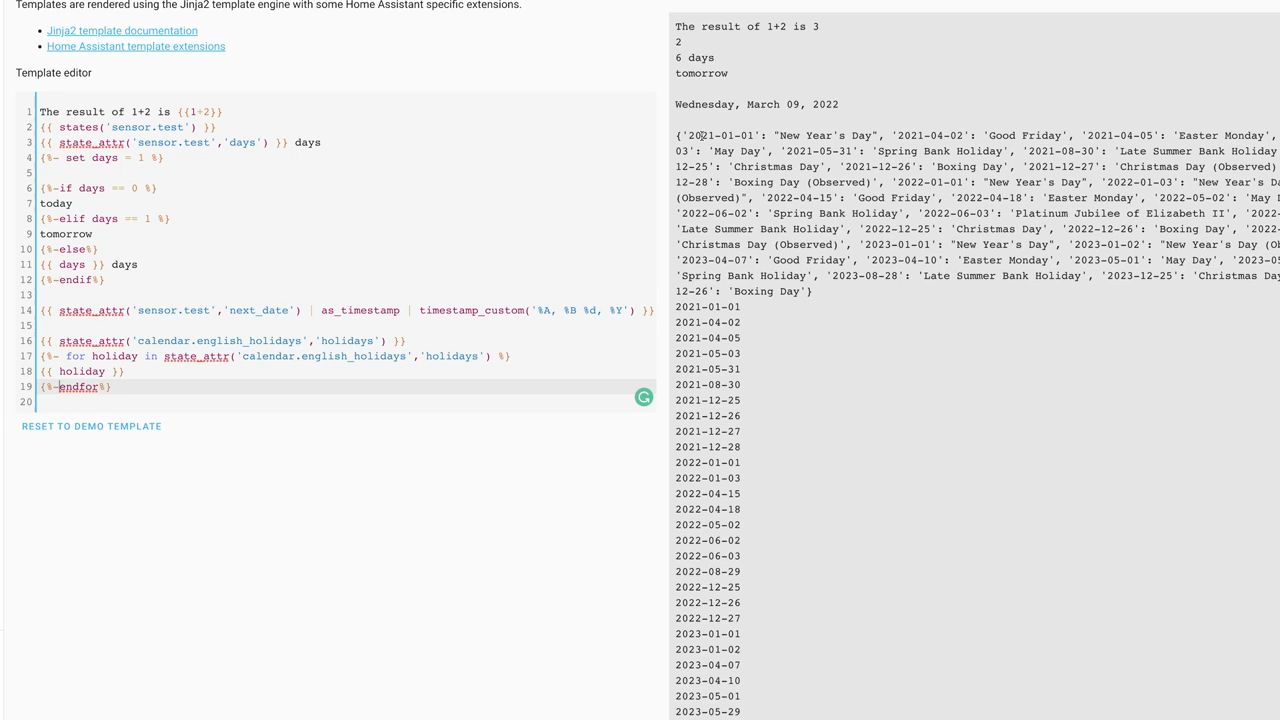 Templates are rendered using the Jinja2 template engine with some Home Assistant specific extensions.
• Jinja2 template documentation
• Home Assistant template extensions
Template editor
1 The result of 1+2 is {{1+2}}
2 {{ states('sensor.test') }}
3 {{ state_attr('sensor.test','days') }} days
4 {%- set days = 1 %}
5
6 {%-if days == 0 %}
7 today
8 {%-elif days == 1 %}
9 tomorrow
10 {%-else%}
11 {{ days }} days
12 {%-endif%}
13
14 {{ state_attr('sensor.test','next_date') | as_timestamp | timestamp_custom('%A, %B %d, %Y') }}
15
16 {{ state_attr('calendar.english_holidays','holidays') }}
17 {%- for holiday in state_attr('calendar.english_holidays','holidays') %}
18 {{ holiday }}
19 {%-endfor%}
20
RESET TO DEMO TEMPLATE
The result of 1+2 is 3
2
6 days
tomorrow
Wednesday, March 09, 2022
{'2021-01-01': "New Year's Day", '2021-04-02': 'Good Friday', '2021-04-05': 'Easter Monday',
03': 'May Day', '2021-05-31': 'Spring Bank Holiday', '2021-08-30': 'Late Summer Bank Holiday
12-25': 'Christmas Day', '2021-12-26': 'Boxing Day', '2021-12-27': 'Christmas Day (Observed)
12-28': 'Boxing Day (Observed)', '2022-01-01': "New Year's Day", '2022-01-03': "New Year's Da
(Observed)", '2022-04-15': 'Good Friday', '2022-04-18': 'Easter Monday', '2022-05-02': 'May D
'2022-06-02': 'Spring Bank Holiday', '2022-06-03': 'Platinum Jubilee of Elizabeth II', '2022-
'Late Summer Bank Holiday', '2022-12-25': 'Christmas Day', '2022-12-26': 'Boxing Day',
'Christmas Day (Observed)', '2023-01-01': "New Year's Day", '2023-01-02': "New Year's Day (Ob
'2023-04-07': 'Good Friday', '2023-04-10': 'Easter Monday', '2023-05-01': 'May Day', '2023-05
'Spring Bank Holiday', '2023-08-28': 'Late Summer Bank Holiday', '2023-12-25': 'Christmas Day
12-26': 'Boxing Day'}
2021-01-01
2021-04-02
2021-04-05
2021-05-03
2021-05-31
2021-08-30
2021-12-25
2021-12-26
2021-12-27
2021-12-28
2022-01-01
2022-01-03
2022-04-15
2022-04-18
2022-05-02
2022-06-02
2022-06-03
2022-08-29
2022-12-25
2022-12-26
2022-12-27
2023-01-01
2023-01-02
2023-04-07
2023-04-10
2023-05-01
2023-05-29